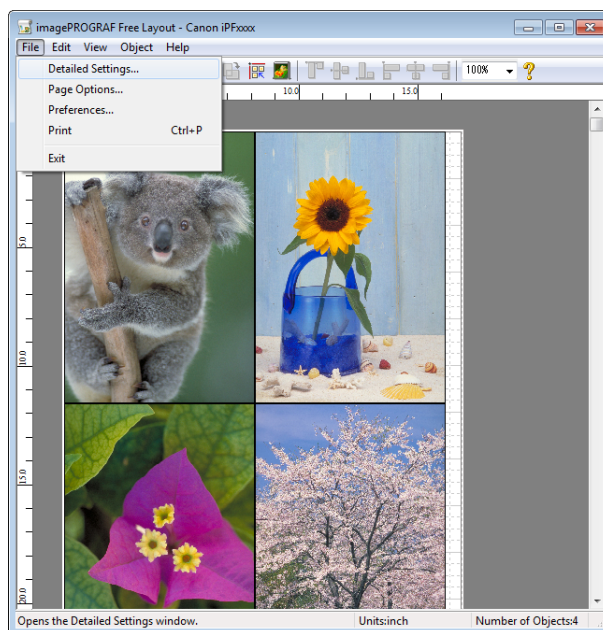 imagePROGRAF Free Layout - Canon iPFxxxx
File Edit View Object Help
Detailed Settings...
Page Options...
Preferences...
Print Ctrl+P
Exit
100%
10.0 15.0
5.0
10.0
15.0
20.0
Opens the Detailed Settings window. Units:inch Number of Objects:4